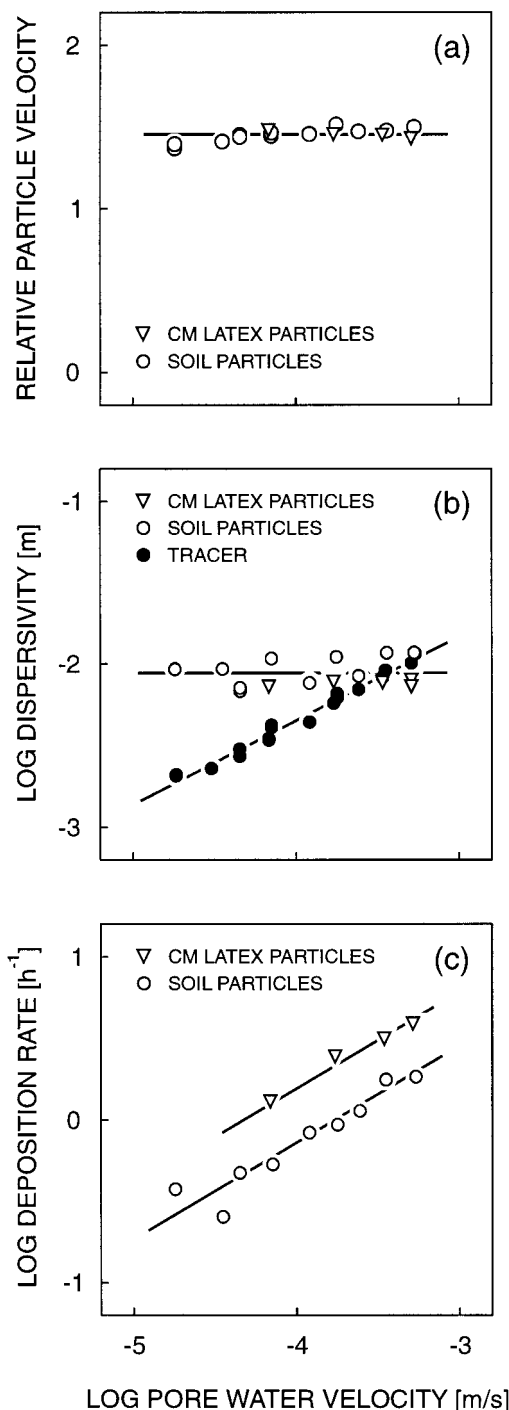 (a)
2
1
0
RELATIVE PARTICLE VELOCITY
▽ CM LATEX PARTICLES
○ SOIL PARTICLES
(b)
-1
-2
-3
LOG DISPERSIVITY [m]
▽ CM LATEX PARTICLES
○ SOIL PARTICLES
● TRACER
(c)
1
0
-1
LOG DEPOSITION RATE [h⁻¹]
▽ CM LATEX PARTICLES
○ SOIL PARTICLES
-5 -4 -3
LOG PORE WATER VELOCITY [m/s]